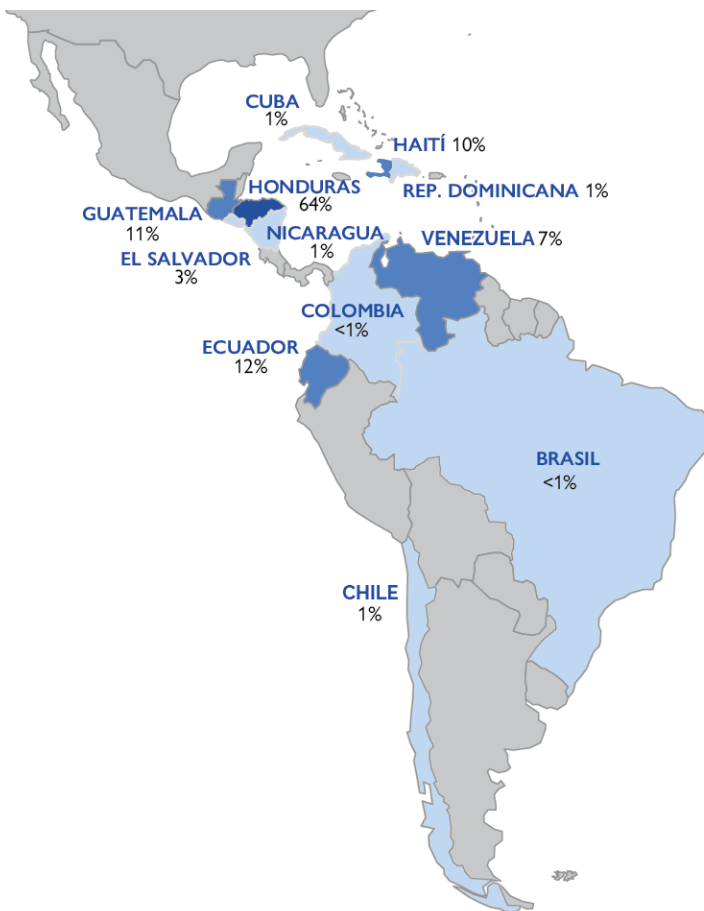 CUBA
1%
HAITÍ 10%
HONDURAS
64%
REP. DOMINICANA 1%
GUATEMALA
11%
NICARAGUA
1%
VENEZUELA 7%
EL SALVADOR
3%
COLOMBIA
<1%
ECUADOR
12%
BRASIL
<1%
CHILE
1%